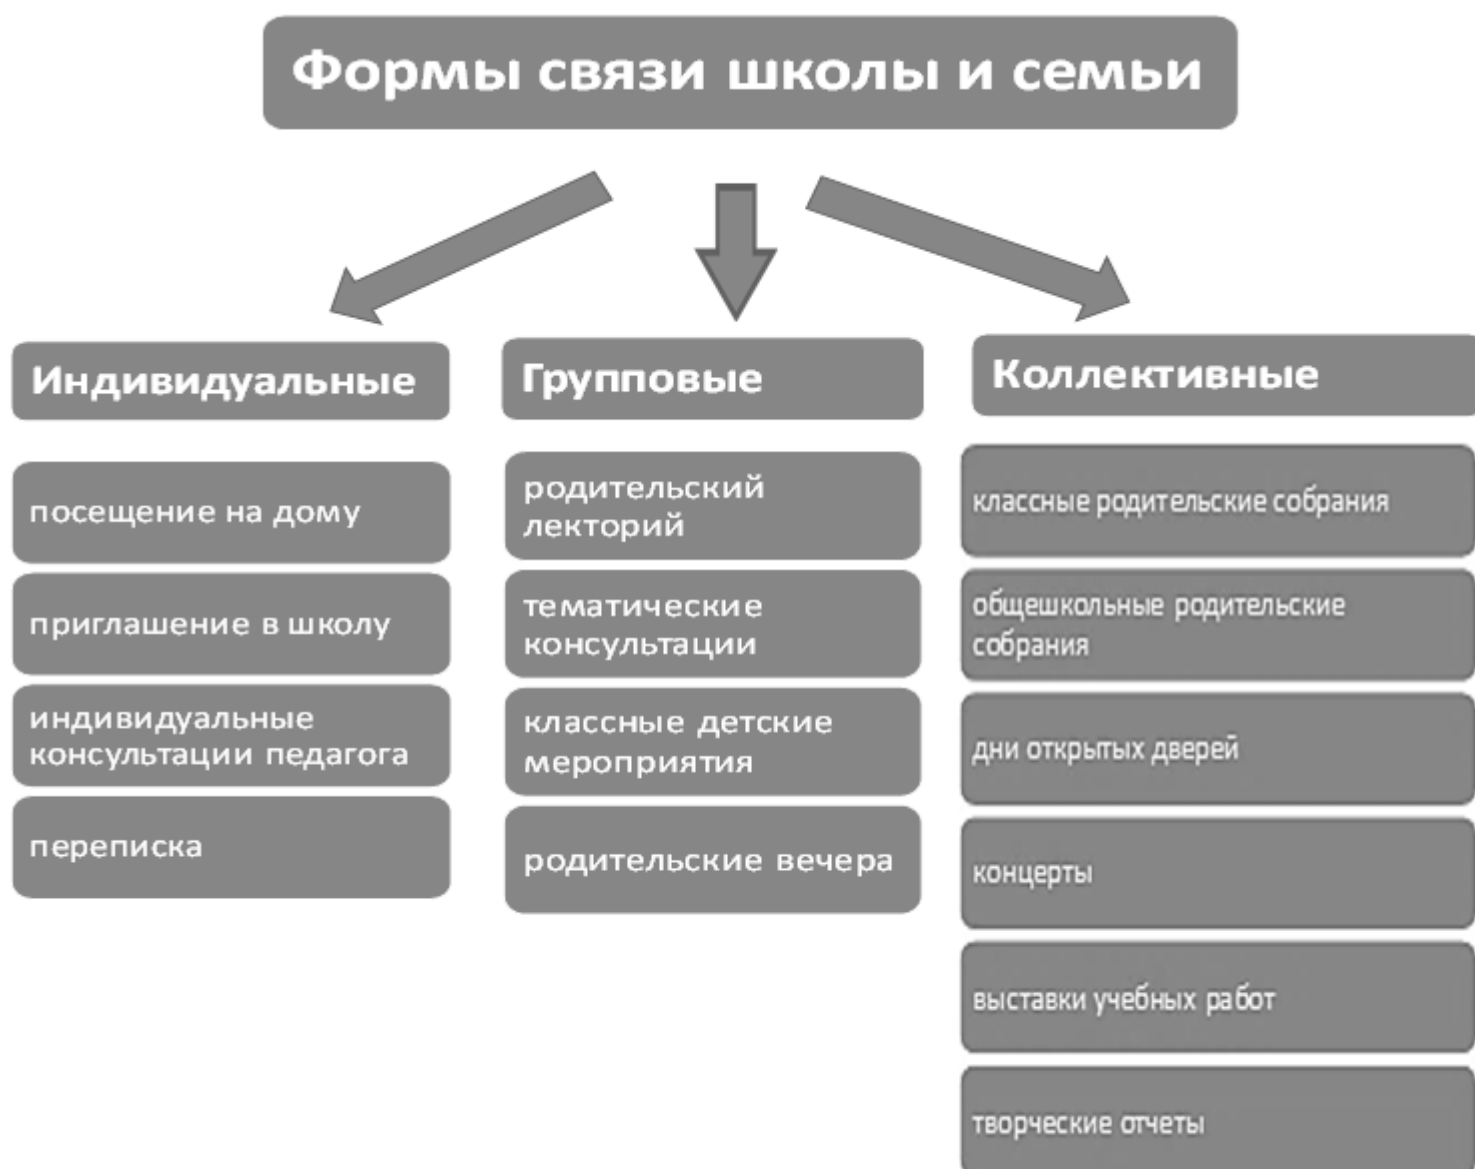 Формы связи школы и семьи
Индивидуальные
посещение на дому
приглашение в школу
индивидуальные
консультации педагога
переписка
Групповые
родительский
лекторий
тематические
консультации
классные детские
мероприятия
родительские вечера
Коллективные
классные родительские собрания
общешкольные родительские
собрания
дни открытых дверей
концерты
выставки учебных работ
творческие отчеты